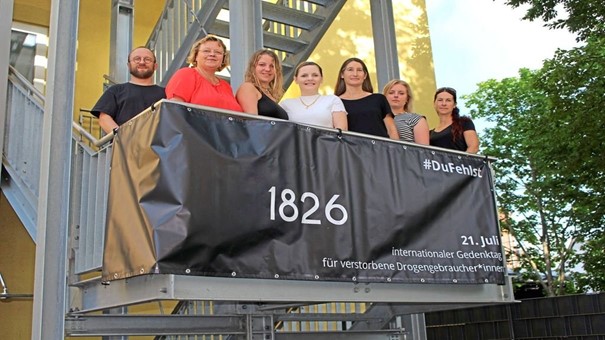 #DuFehlst
1826
21. Juli
internationaler Gedenktag
für verstorbene Drogengebraucher*innen